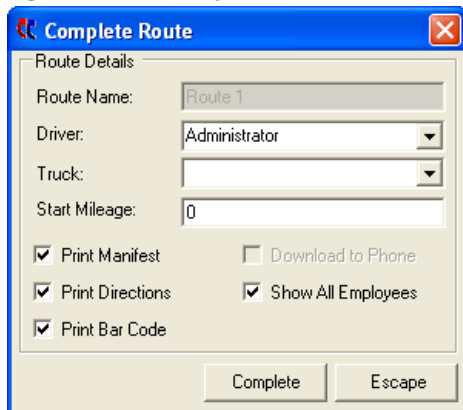 Complete Route
Route Details
Route Name: Route 1
Driver: Administrator
Truck:
Start Mileage: 0
Print Manifest Download to Phone
Print Directions Show All Employees
Print Bar Code
Complete Escape